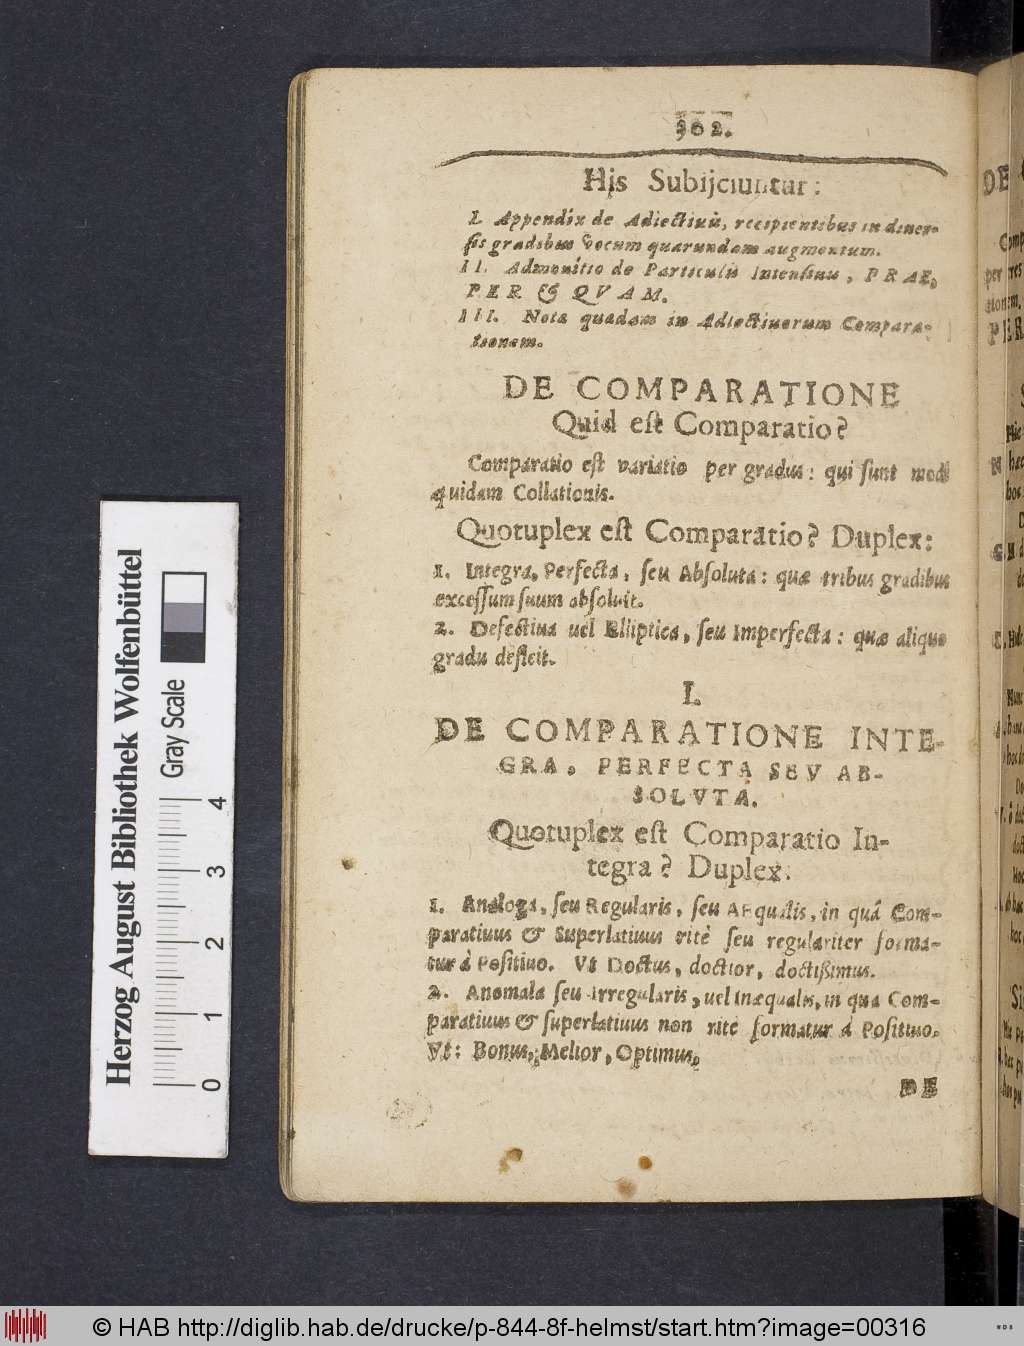 302.
His Subijciuntur:
I. Appendix de Adiectiuis, recipientibus in diuer-
sis gradibus vocum quarundam augmentum.
II. Admonitio de Particulis Intensiuis, PRAE,
PER & QVAM.
III. Nota quædam in Adiectiuorum Compara-
tionem.
DE COMPARATIONE
Quid est Comparatio?
Comparatio est variatio per gradus: qui sunt modi
quidam Collationis.
Quotuplex est Comparatio? Duplex:
1. Integra, Perfecta, seu Absoluta: quæ tribus gradibus
excessum suum absoluit.
2. Defectiua uel Elliptica, seu Imperfecta: quæ aliquo
gradu deficit.
I.
DE COMPARATIONE INTE-
GRA, PERFECTA SEV AB-
SOLVTA.
Quotuplex est Comparatio In-
tegra? Duplex.
1. Analoga, seu Regularis, seu AEqualis, in quâ Com-
paratiuus & Superlatiuus ritè seu regulariter forma-
tur à Positiuo. Vt Doctus, doctior, doctißimus.
2. Anomala seu Irregularis, uel Inæqualis, in qua Com-
paratiuus & superlatiuus non ritè formatur á Positiuo.
Vt: Bonus, Melior, Optimus.
DE
Herzog August Bibliothek Wolfenbüttel
Gray Scale
0 1 2 3 4
© HAB http://diglib.hab.de/drucke/p-844-8f-helmst/start.htm?image=00316